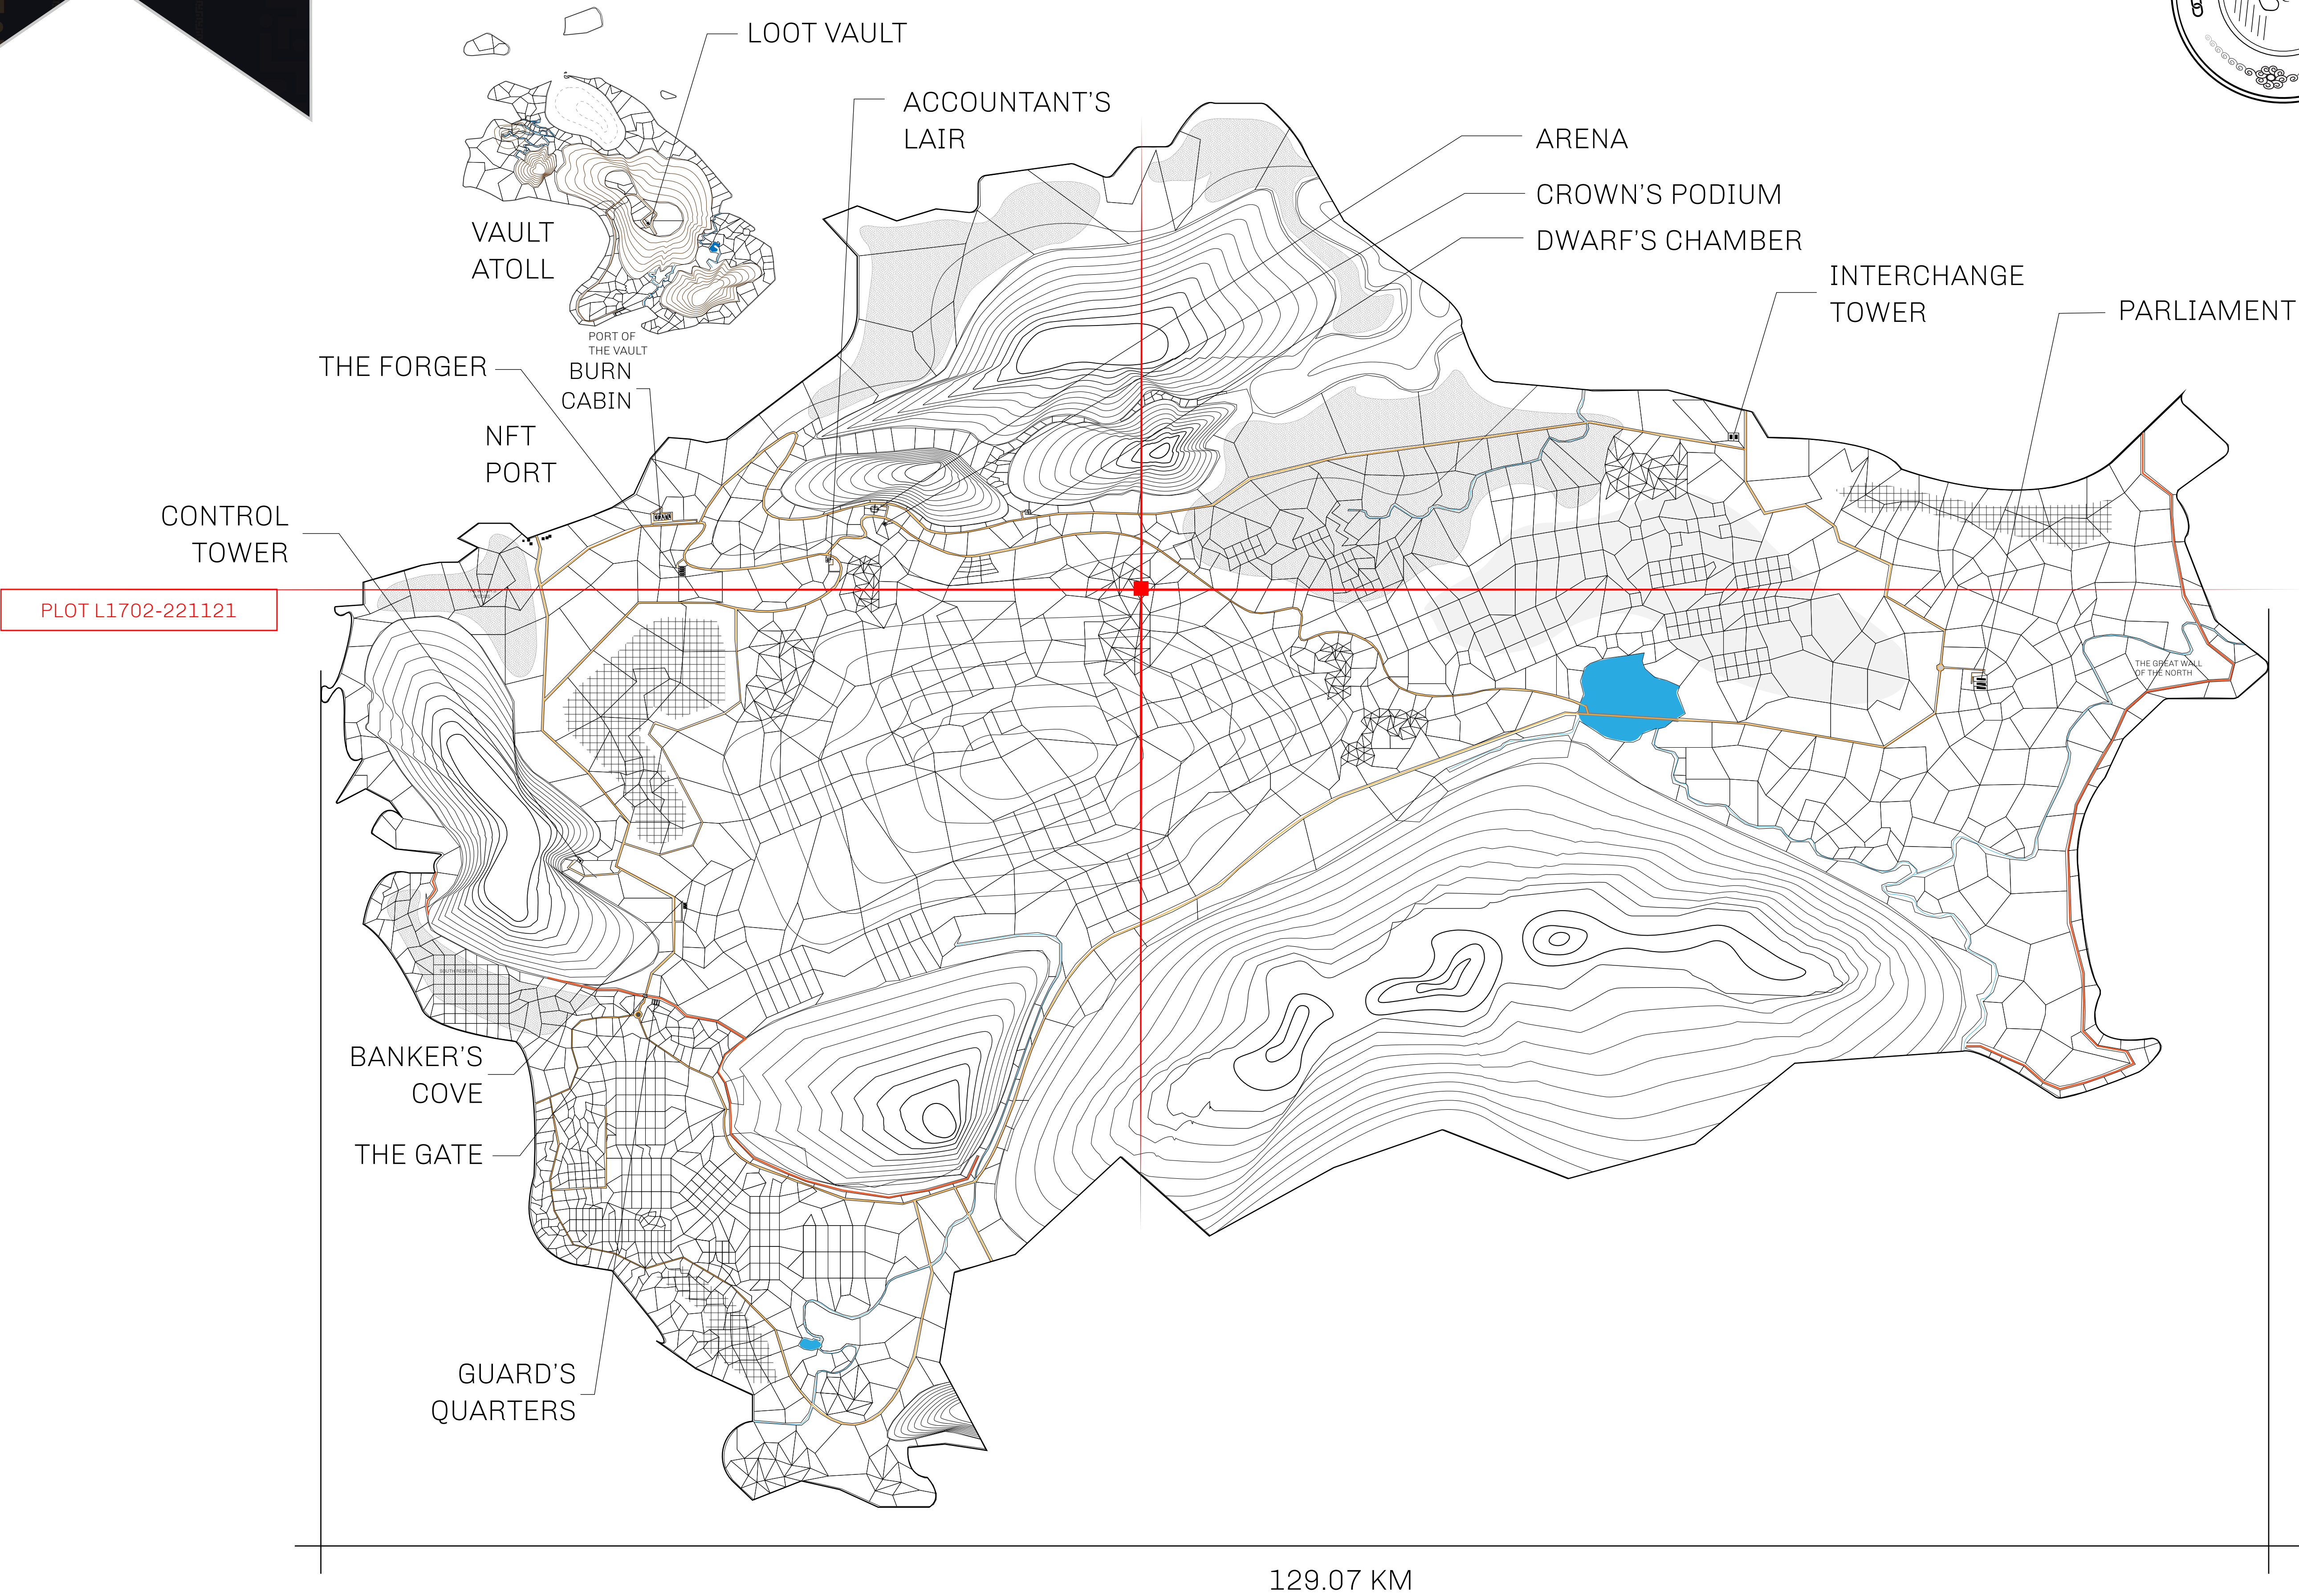 LOOT VAULT
ACCOUNTANT'S
LAIR
ARENA
CROWN'S PODIUM
DWARF'S CHAMBER
VAULT
ATOLL
INTERCHANGE
TOWER
PARLIAMENT
PORT OF
THE VAULT
THE FORGER
BURN
CABIN
NFT
PORT
CONTROL
TOWER
PLOT L1702-221121
THE GREAT WALL
OF THE NORTH
SOUTH RESERVE
BANKER'S
COVE
THE GATE
GUARD'S
QUARTERS
129.07 KM